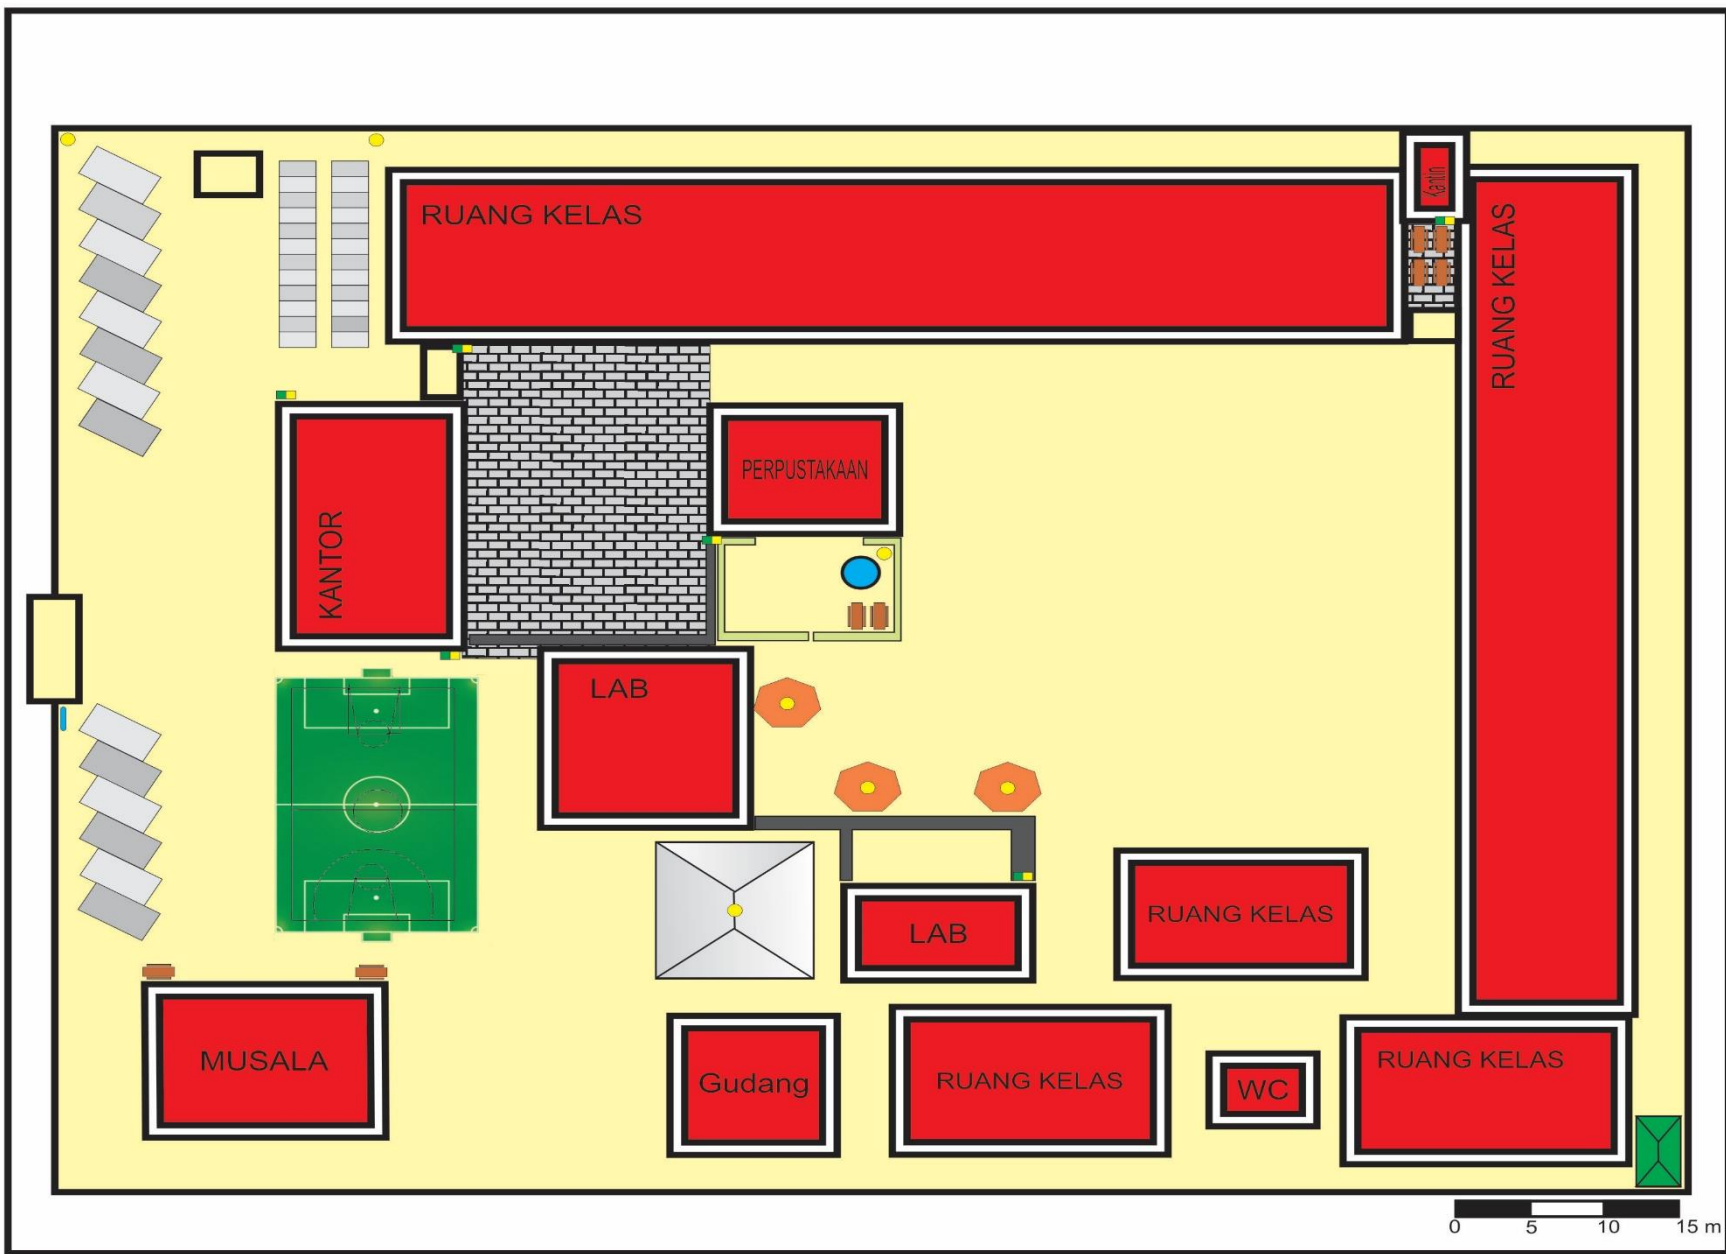 RUANG KELAS
Kantin
RUANG KELAS
PERPUSTAKAAN
KANTOR
LAB
RUANG KELAS
LAB
MUSALA
Gudang
RUANG KELAS
WC
RUANG KELAS
0 5 10 15 m